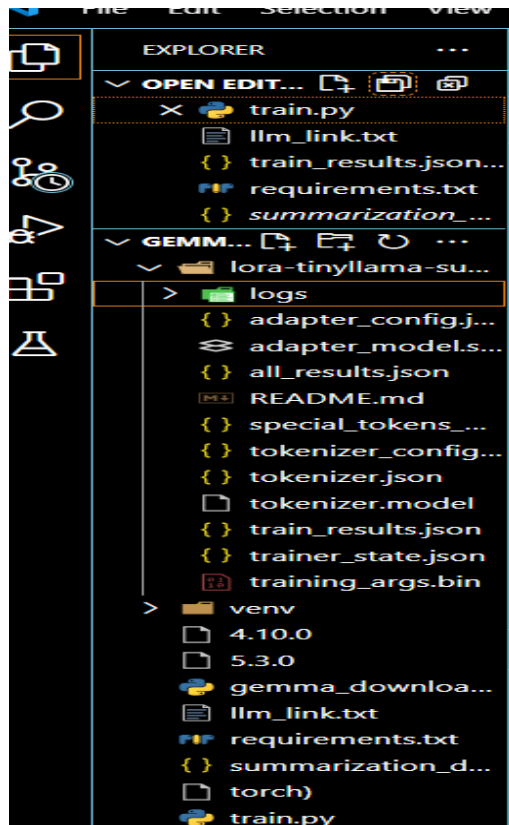 File Edit Selection View
EXPLORER ...
OPEN EDIT...
train.py
llm_link.txt
train_results.json...
requirements.txt
summarization_...
GEMM... ...
lora-tinyllama-su...
logs
adapter_config.j...
adapter_model.s...
all_results.json
README.md
special_tokens_...
tokenizer_config...
tokenizer.json
tokenizer.model
train_results.json
trainer_state.json
training_args.bin
venv
4.10.0
5.3.0
gemma_downloa...
llm_link.txt
requirements.txt
summarization_d...
torch)
train.py